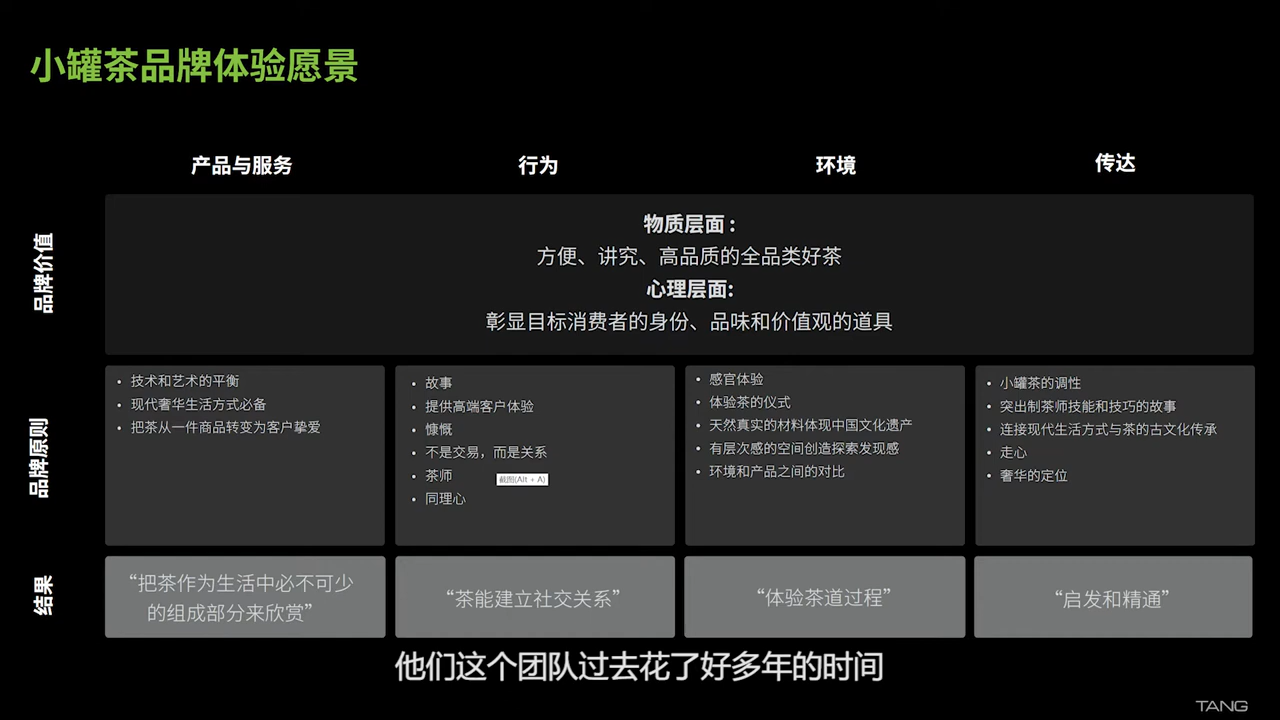 小罐茶品牌体验愿景
产品与服务
行为
环境
传达
品牌价值
物质层面：
方便、讲究、高品质的全品类好茶
心理层面:
彰显目标消费者的身份、品味和价值观的道具
品牌原则
• 技术和艺术的平衡
• 现代奢华生活方式必备
• 把茶从一件商品转变为客户挚爱
• 故事
• 提供高端客户体验
• 慷慨
• 不是交易，而是关系
• 茶师
• 同理心
截图(Alt + A)
• 感官体验
• 体验茶的仪式
• 天然真实的材料体现中国文化遗产
• 有层次感的空间创造探索发现感
• 环境和产品之间的对比
• 小罐茶的调性
• 突出制茶师技能和技巧的故事
• 连接现代生活方式与茶的古文化传承
• 走心
• 奢华的定位
结果
“把茶作为生活中必不可少
的组成部分来欣赏”
“茶能建立社交关系”
“体验茶道过程”
“启发和精通”
他们这个团队过去花了好多年的时间
TANG